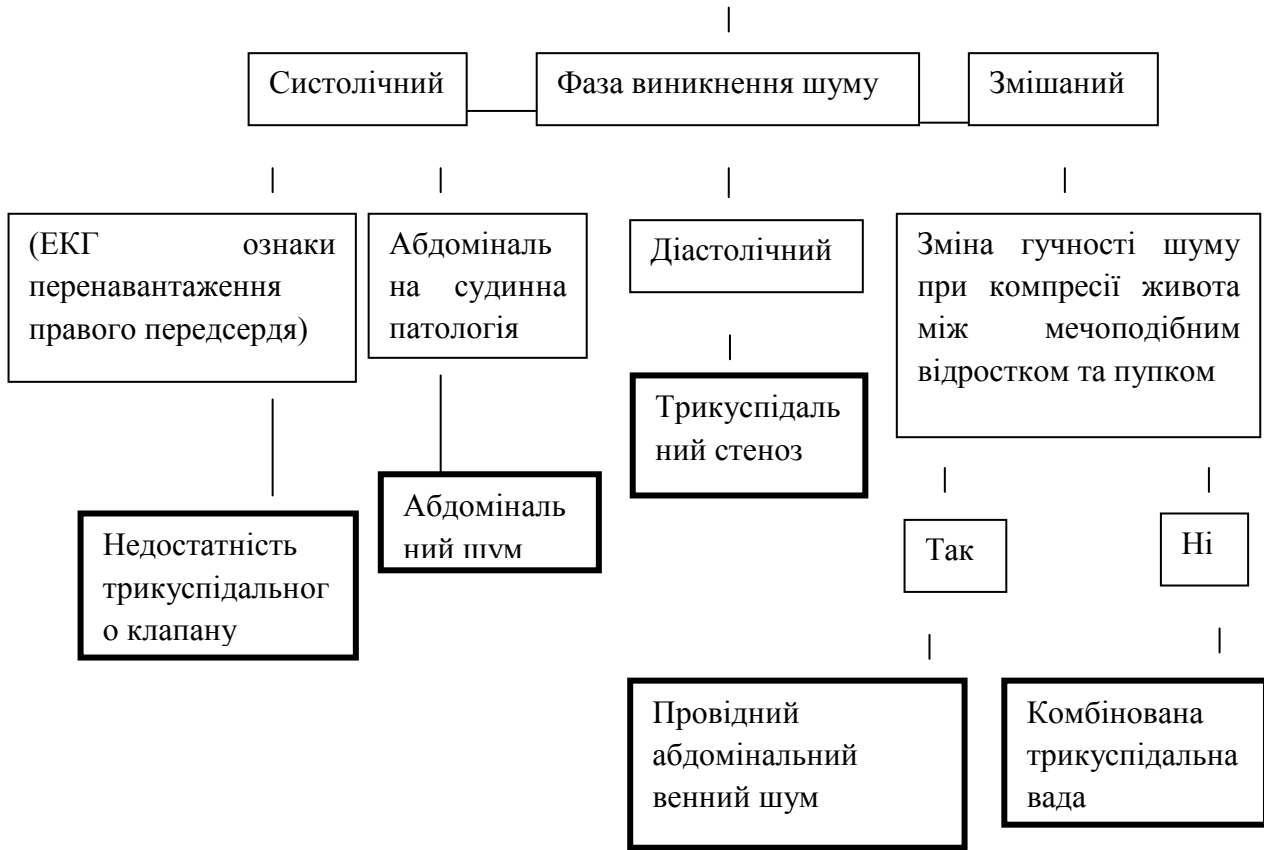 Систолічний
Фаза виникнення шуму
Змішаний
(ЕКГ ознаки
перенавантаження
правого передсердя)
Абдоміналь
на судинна
патологія
Діастолічний
Зміна гучності шуму
при компресії живота
між мечоподібним
відростком та пупком
Трикуспідаль
ний стеноз
Абдоміналь
ний шум
Недостатність
трикуспідальног
о клапану
Так
Ні
Провідний
абдомінальний
венний шум
Комбінована
трикуспідальна
вада